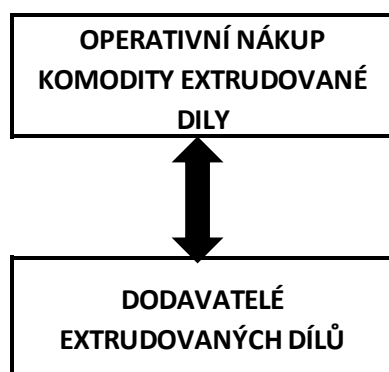 OPERATIVNÍ NÁKUP
KOMODITY EXTRUDOVANÉ
DILY
DODAVATELÉ
EXTRUDOVANÝCH DÍLŮ